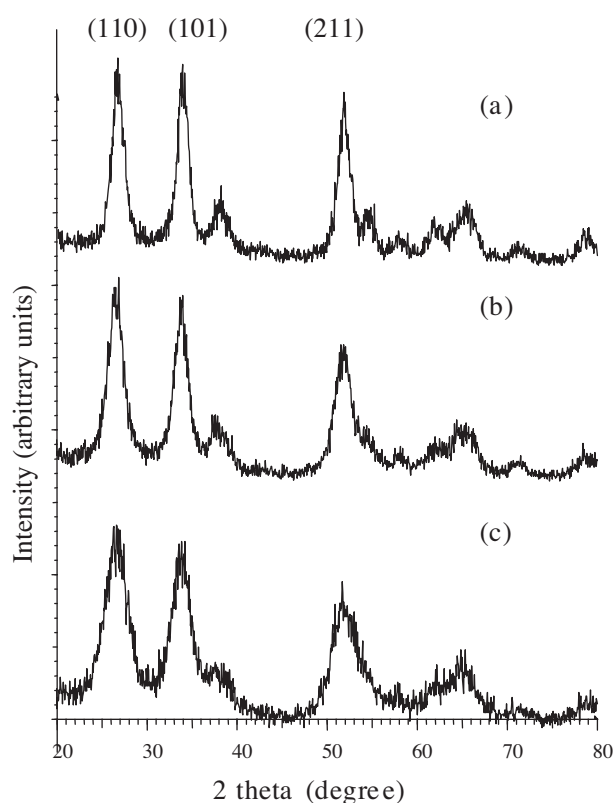 (110) (101) (211)
(a)
(b)
(c)
Intensity (arbitrary units)
20 30 40 50 60 70 80
2 theta (degree)